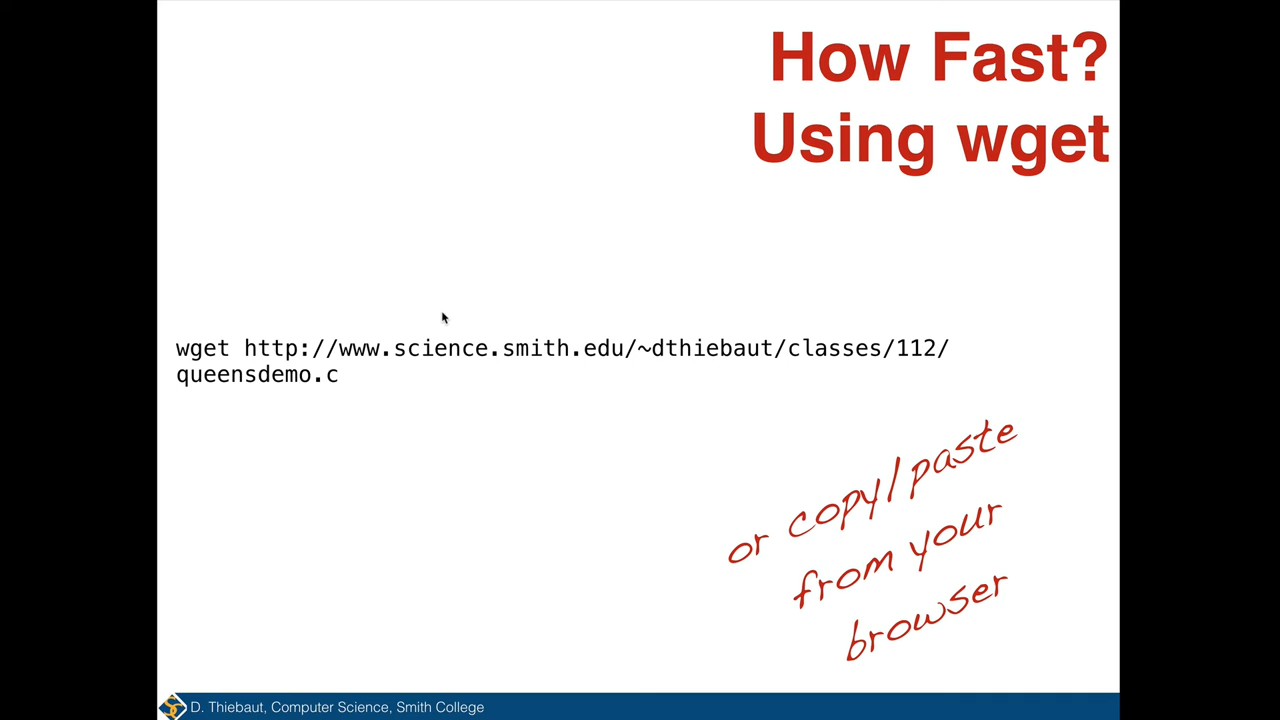 How Fast?
Using wget
wget http://www.science.smith.edu/~dthiebaut/classes/112/
queensdemo.c
or copy/paste
from your
browser
D. Thiebaut, Computer Science, Smith College